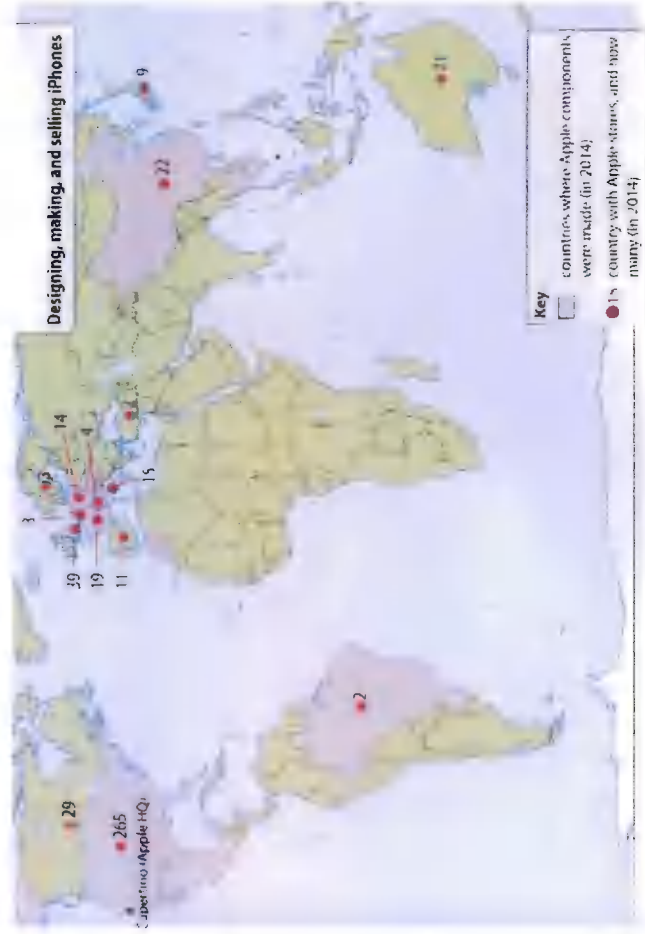 Designing, making, and selling iPhones
3
14
4
39
19
11
15
9
22
21
29
265
Cupertino (Apple HQ)
2
Key
countries where Apple components
were made (in 2014)
15 country with Apple stores, and how
many (in 2014)